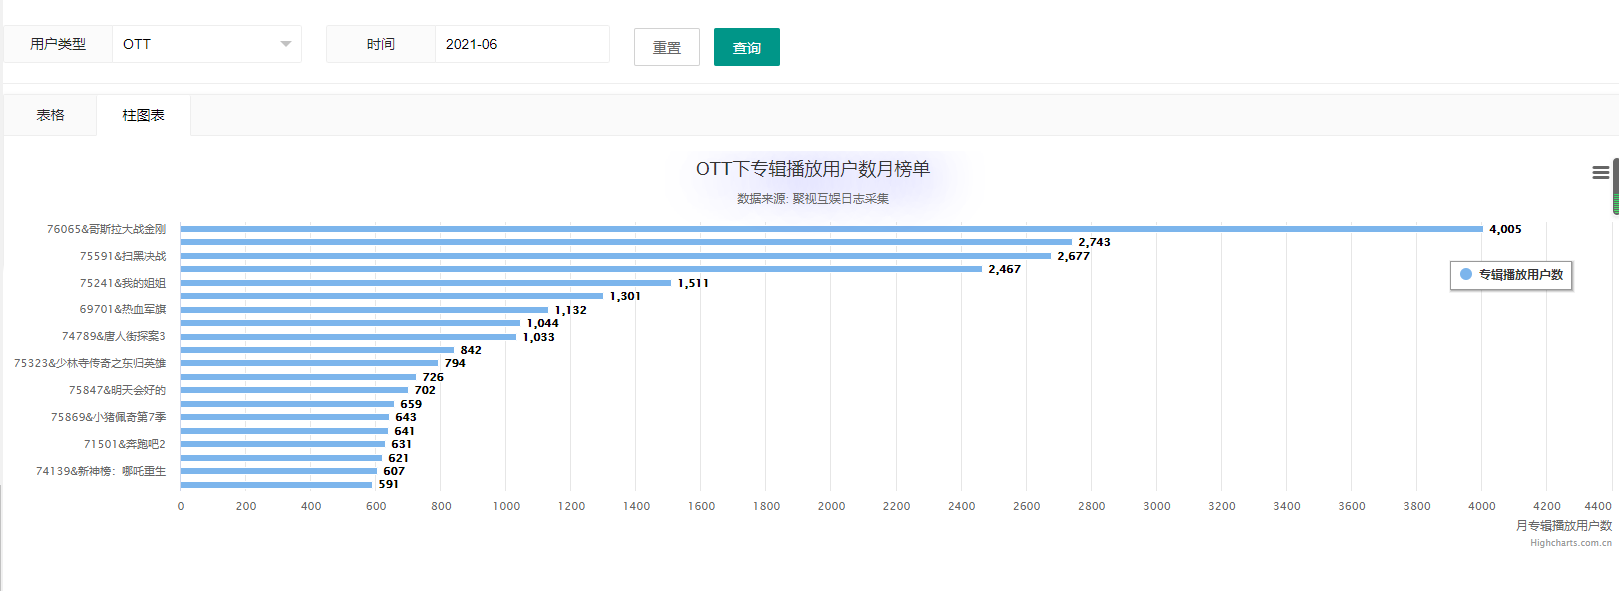 用户类型 OTT 时间 2021-06 重置 查询
表格 柱图表
OTT下专辑播放用户数月榜单
数据来源: 聚视互娱日志采集
76065&哥斯拉大战金刚 4,005
2,743
75591&扫黑决战 2,677
2,467
专辑播放用户数
75241&我的姐姐 1,511
1,301
69701&热血军旗 1,132
1,044
74789&唐人街探案3 1,033
842
75323&少林寺传奇之东归英雄 794
726
75847&明天会好的 702
659
75869&小猪佩奇第7季 643
641
71501&奔跑吧2 631
621
74139&新神榜：哪吒重生 607
591
0 200 400 600 800 1000 1200 1400 1600 1800 2000 2200 2400 2600 2800 3000 3200 3400 3600 3800 4000 4200 4400
月专辑播放用户数
Highcharts.com.cn